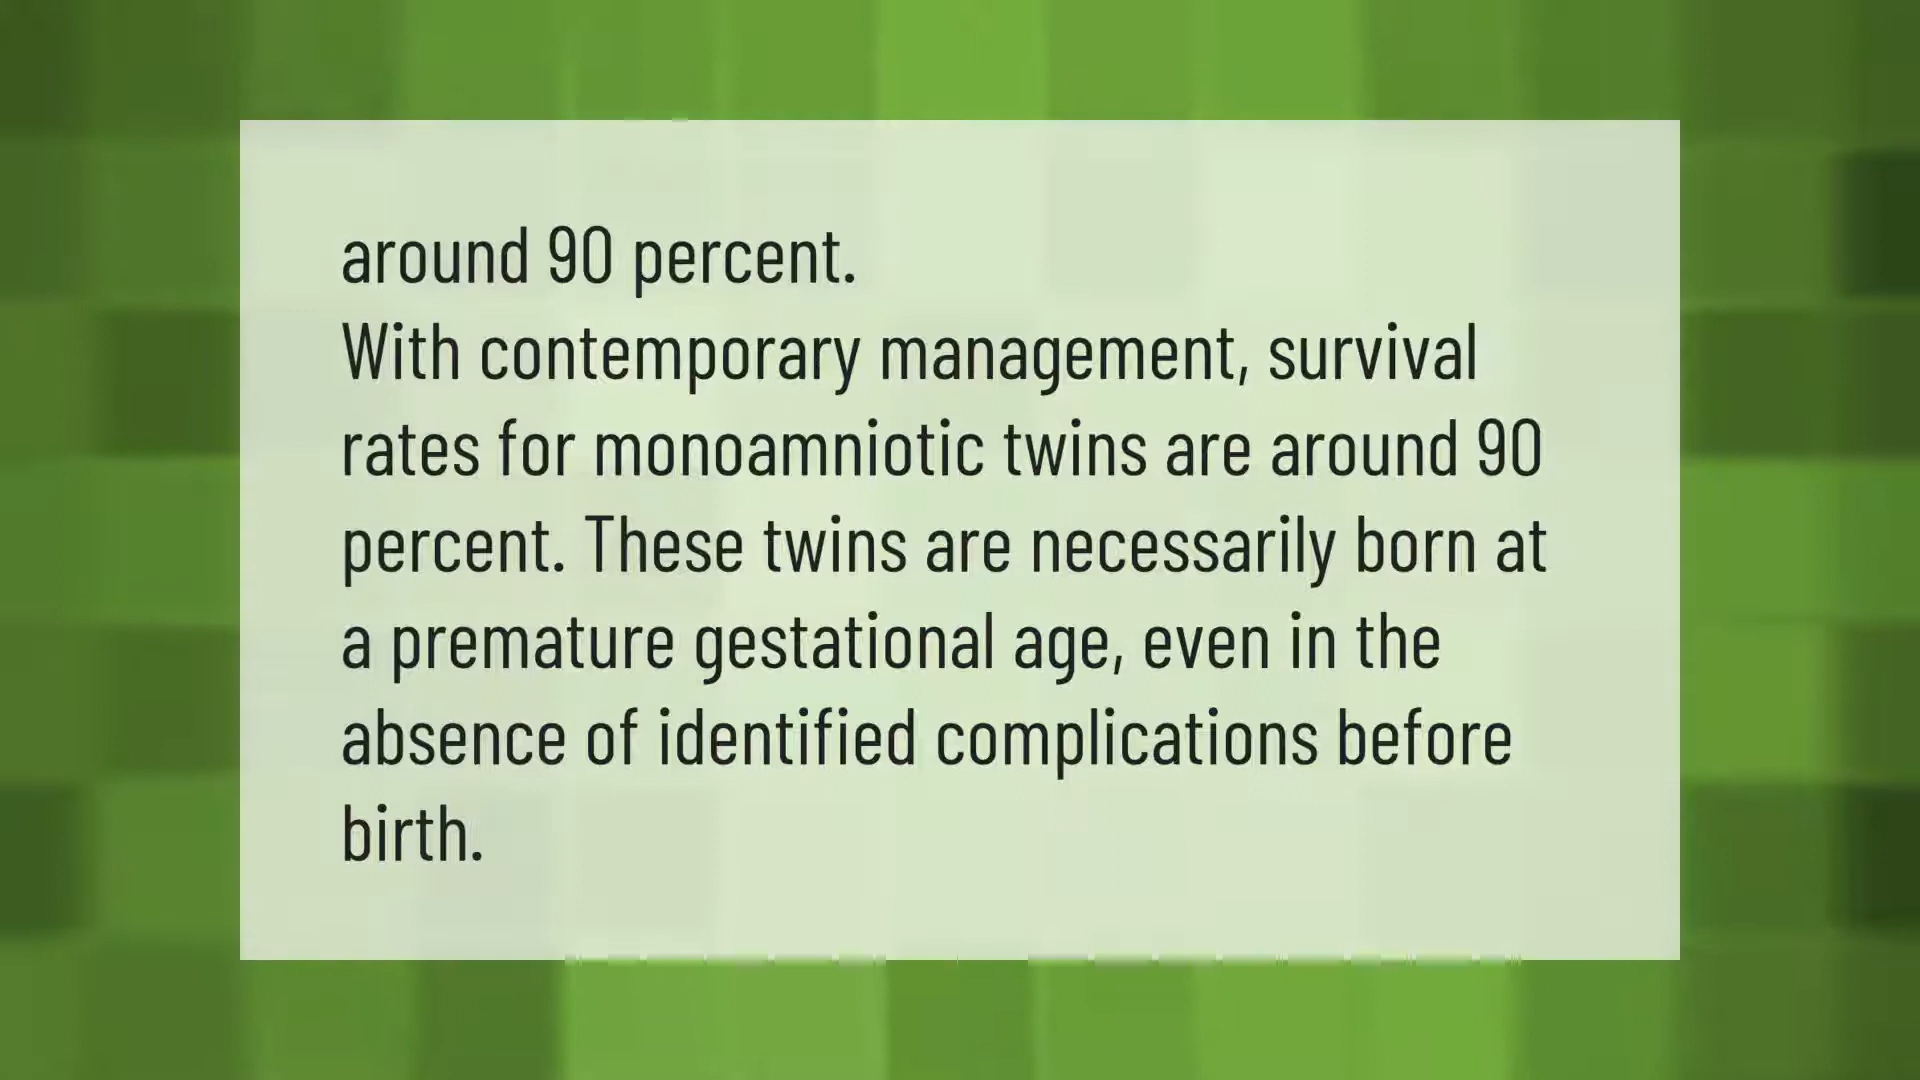 around 90 percent.
With contemporary management, survival
rates for monoamniotic twins are around 90
percent. These twins are necessarily born at
a premature gestational age, even in the
absence of identified complications before
birth.